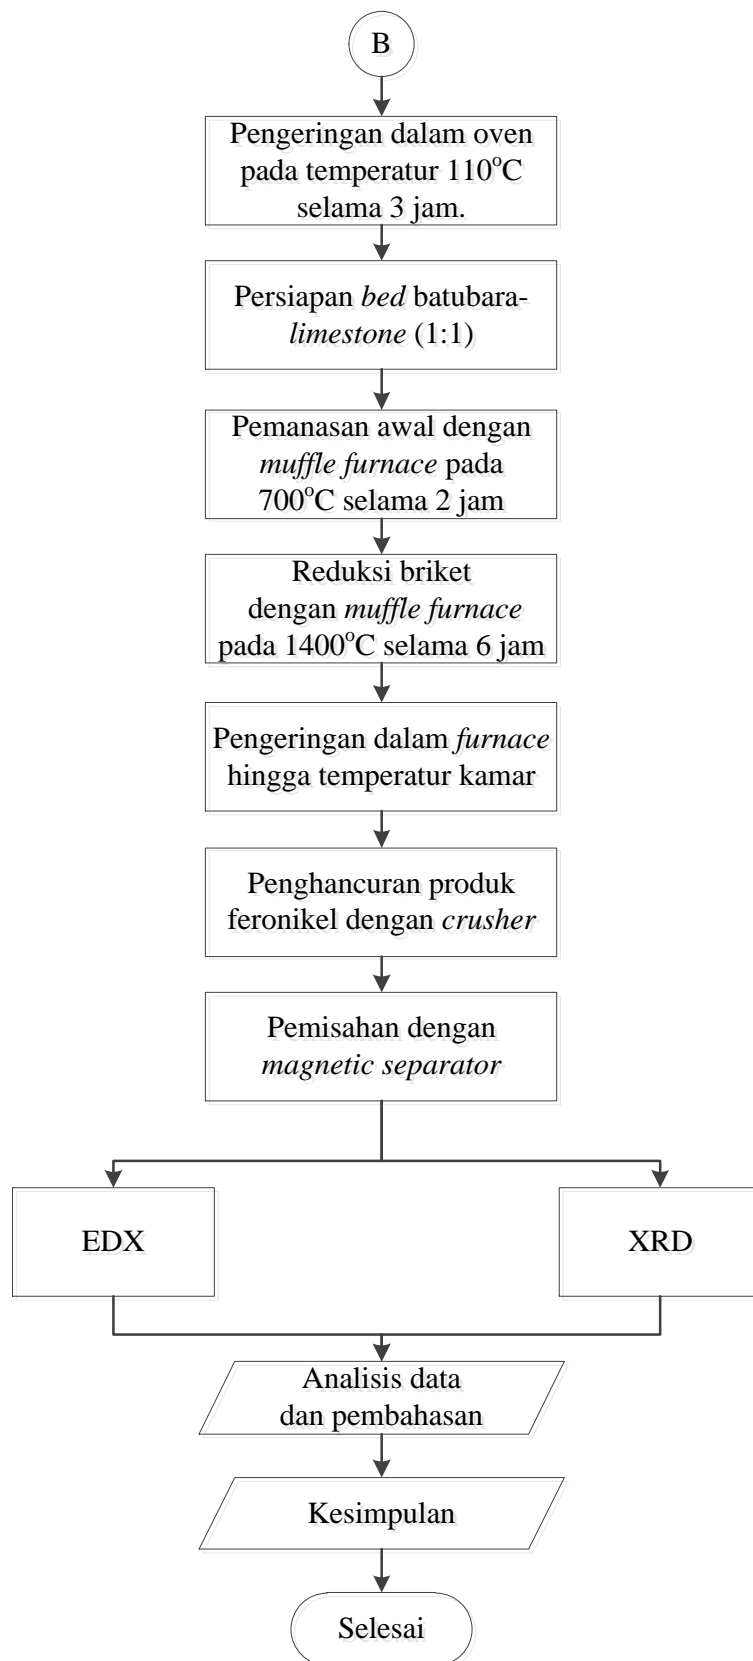 B
Pengeringan dalam oven
pada temperatur 110°C
selama 3 jam.
Persiapan bed batubara-
limestone (1:1)
Pemanasan awal dengan
muffle furnace pada
700°C selama 2 jam
Reduksi briket
dengan muffle furnace
pada 1400°C selama 6 jam
Pengeringan dalam furnace
hingga temperatur kamar
Penghancuran produk
feronikel dengan crusher
Pemisahan dengan
magnetic separator
EDX
XRD
Analisis data
dan pembahasan
Kesimpulan
Selesai